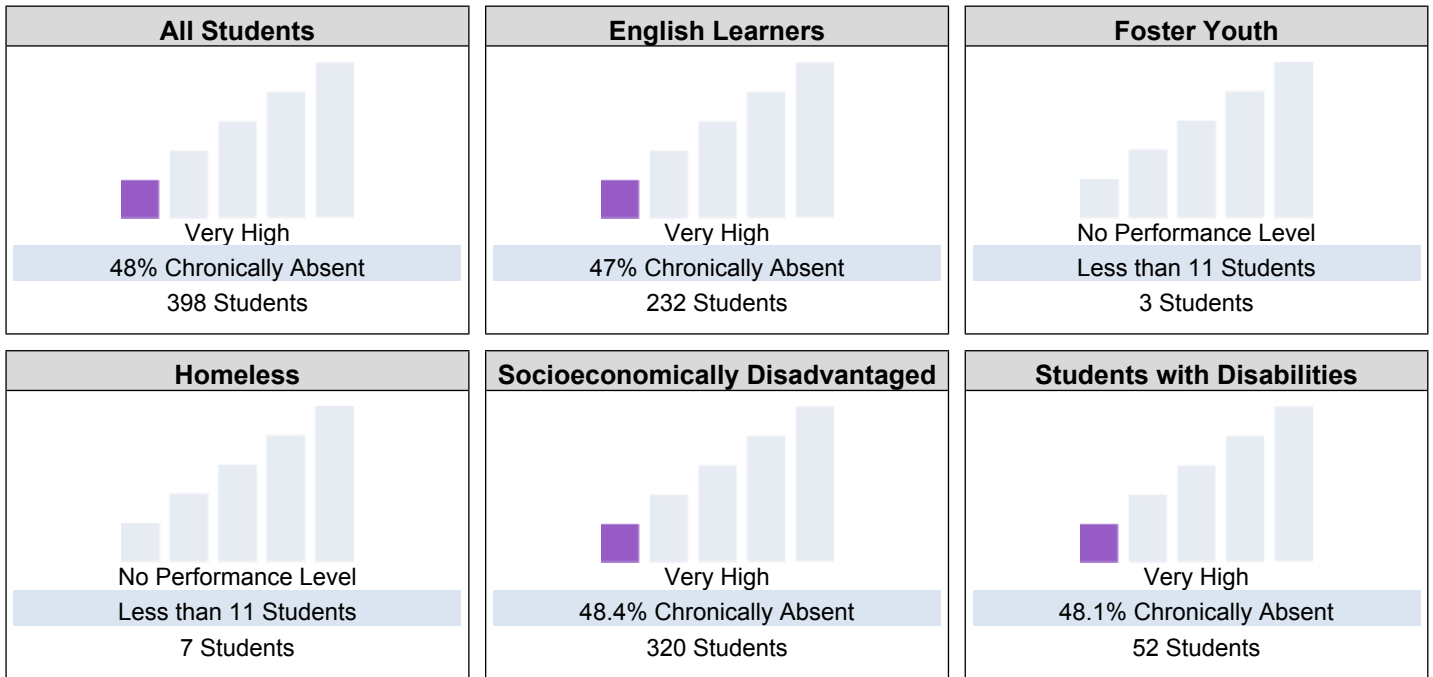 All Students
Very High
48% Chronically Absent
398 Students
English Learners
Very High
47% Chronically Absent
232 Students
Foster Youth
No Performance Level
Less than 11 Students
3 Students
Homeless
No Performance Level
Less than 11 Students
7 Students
Socioeconomically Disadvantaged
Very High
48.4% Chronically Absent
320 Students
Students with Disabilities
Very High
48.1% Chronically Absent
52 Students